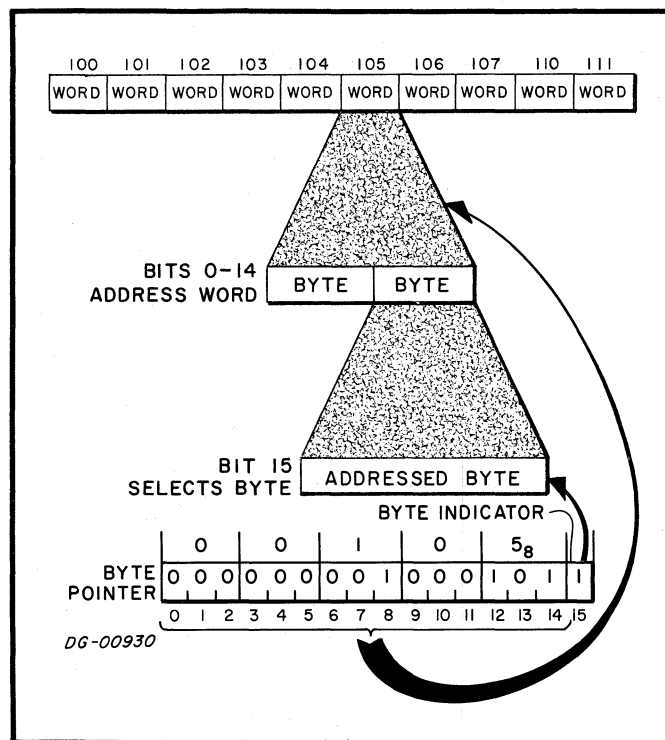 100 101 102 103 104 105 106 107 110 111
WORD WORD WORD WORD WORD WORD WORD WORD WORD WORD
BITS 0-14
ADDRESS WORD
BYTE BYTE
BIT 15
SELECTS BYTE
ADDRESSED BYTE
BYTE INDICATOR
0 0 1 0 5₈
BYTE
POINTER
0 0 0 0 0 0 0 0 1 0 0 0 1 0 1 1
0 1 2 3 4 5 6 7 8 9 10 11 12 13 14 15
DG-00930